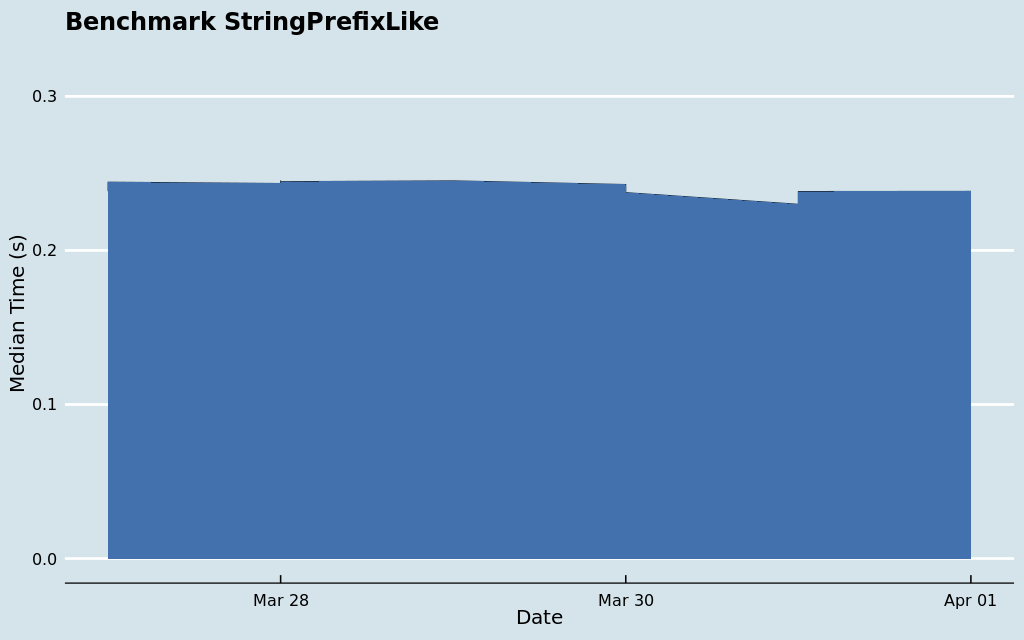 Benchmark StringPrefixLike
0.3
0.2
0.1
0.0
Median Time (s)
Mar 28
Mar 30
Apr 01
Date